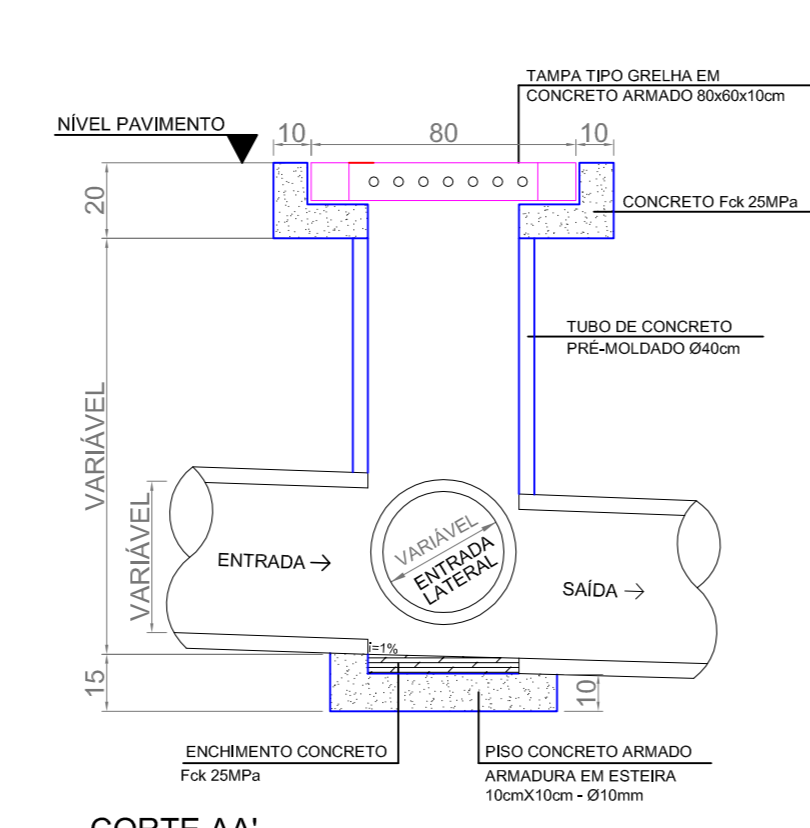 TAMPA TIPO GRELHA EM
CONCRETO ARMADO 80x60x10cm
NÍVEL PAVIMENTO
10
80
10
20
CONCRETO Fck 25MPa
TUBO DE CONCRETO
PRÉ-MOLDADO Ø40cm
VARIÁVEL
VARIÁVEL
ENTRADA →
VARIÁVEL
ENTRADA
LATERAL
SAÍDA →
i=1%
15
10
ENCHIMENTO CONCRETO
Fck 25MPa
PISO CONCRETO ARMADO
ARMADURA EM ESTEIRA
10cmX10cm - Ø10mm
CORTE AA'